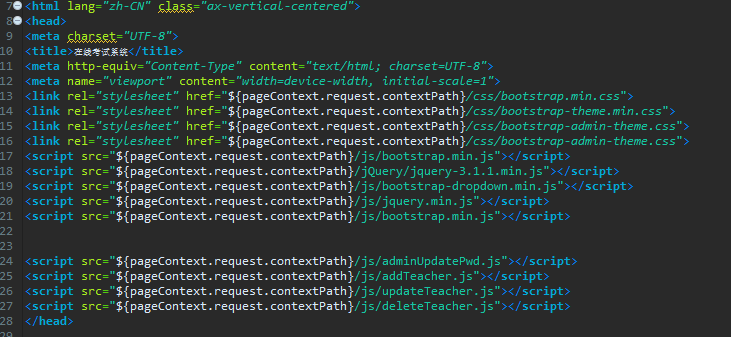 7 <html lang="zh-CN" class="ax-vertical-centered">
8 <head>
9 <meta charset="UTF-8">
10 <title>在线考试系统</title>
11 <meta http-equiv="Content-Type" content="text/html; charset=UTF-8">
12 <meta name="viewport" content="width=device-width, initial-scale=1">
13 <link rel="stylesheet" href="${pageContext.request.contextPath}/css/bootstrap.min.css">
14 <link rel="stylesheet" href="${pageContext.request.contextPath}/css/bootstrap-theme.min.css">
15 <link rel="stylesheet" href="${pageContext.request.contextPath}/css/bootstrap-admin-theme.css">
16 <link rel="stylesheet" href="${pageContext.request.contextPath}/css/bootstrap-admin-theme.css">
17 <script src="${pageContext.request.contextPath}/js/bootstrap.min.js"></script>
18 <script src="${pageContext.request.contextPath}/jQuery/jquery-3.1.1.min.js"></script>
19 <script src="${pageContext.request.contextPath}/js/bootstrap-dropdown.min.js"></script>
20 <script src="${pageContext.request.contextPath}/js/jquery.min.js"></script>
21 <script src="${pageContext.request.contextPath}/js/bootstrap.min.js"></script>
22
23
24 <script src="${pageContext.request.contextPath}/js/adminUpdatePwd.js"></script>
25 <script src="${pageContext.request.contextPath}/js/addTeacher.js"></script>
26 <script src="${pageContext.request.contextPath}/js/updateTeacher.js"></script>
27 <script src="${pageContext.request.contextPath}/js/deleteTeacher.js"></script>
28 </head>